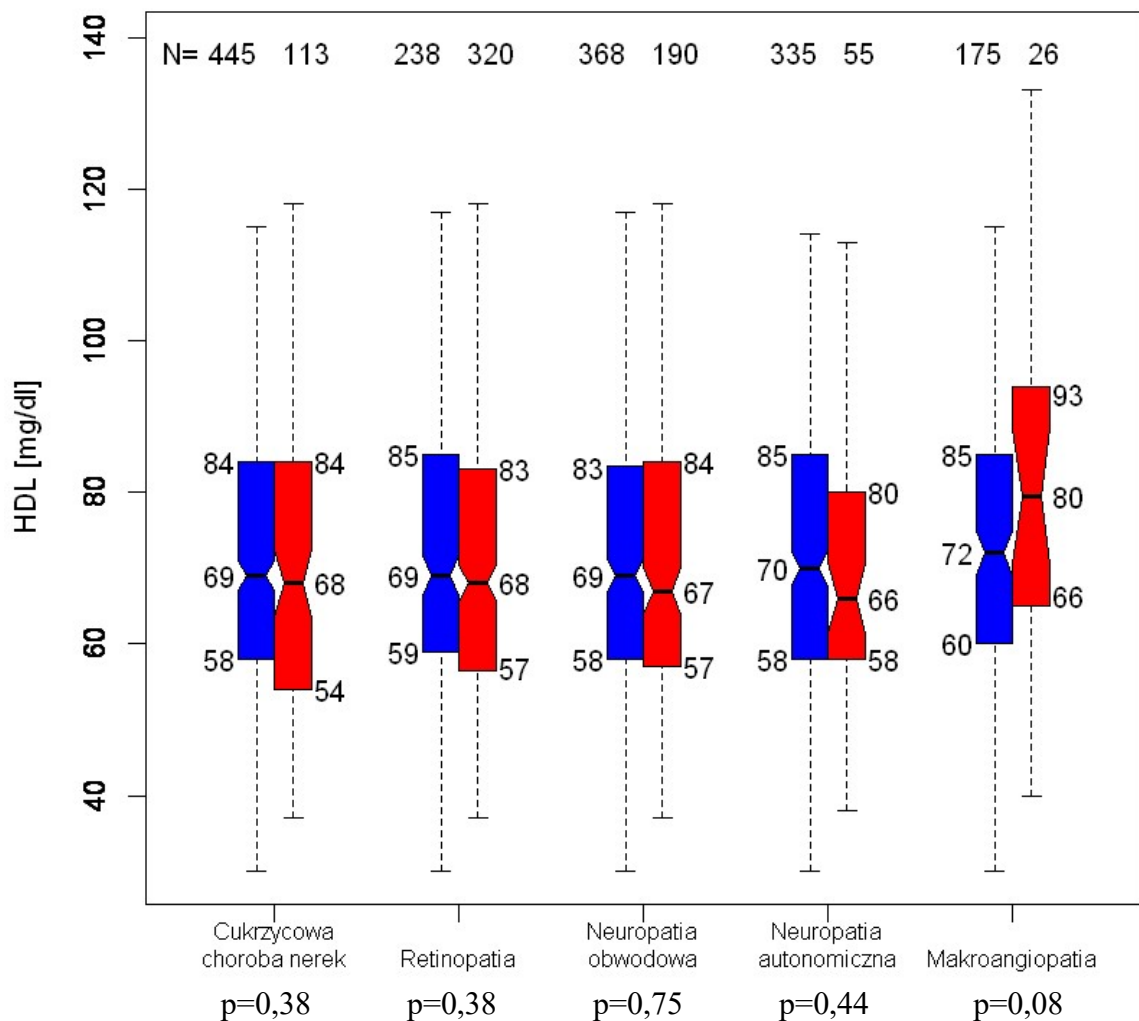 140
N= 445 113 238 320 368 190 335 55 175 26
120
100
HDL [mg/dl]
93
84 84 85 83 83 84 85 80 85
80 80
69 68 69 68 69 67 70 66 72
66
60 60
58 54 59 57 58 57 58 58
40
Cukrzycowa choroba nerek
Retinopatia
Neuropatia obwodowa
Neuropatia autonomiczna
Makroangiopatia
p=0,38 p=0,38 p=0,75 p=0,44 p=0,08